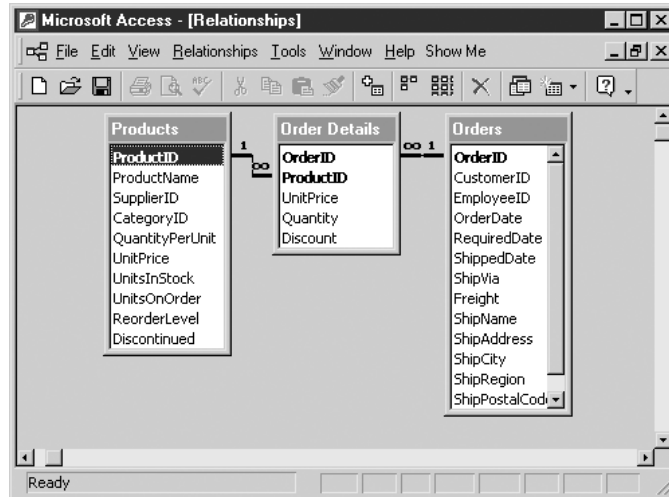 Microsoft Access - [Relationships]
File Edit View Relationships Tools Window Help Show Me
ABC
Products
ProductID
ProductName
SupplierID
CategoryID
QuantityPerUnit
UnitPrice
UnitsInStock
UnitsOnOrder
ReorderLevel
Discontinued
1
∞
Order Details
OrderID
ProductID
UnitPrice
Quantity
Discount
∞ 1
Orders
OrderID
CustomerID
EmployeeID
OrderDate
RequiredDate
ShippedDate
ShipVia
Freight
ShipName
ShipAddress
ShipCity
ShipRegion
ShipPostalCod
Ready